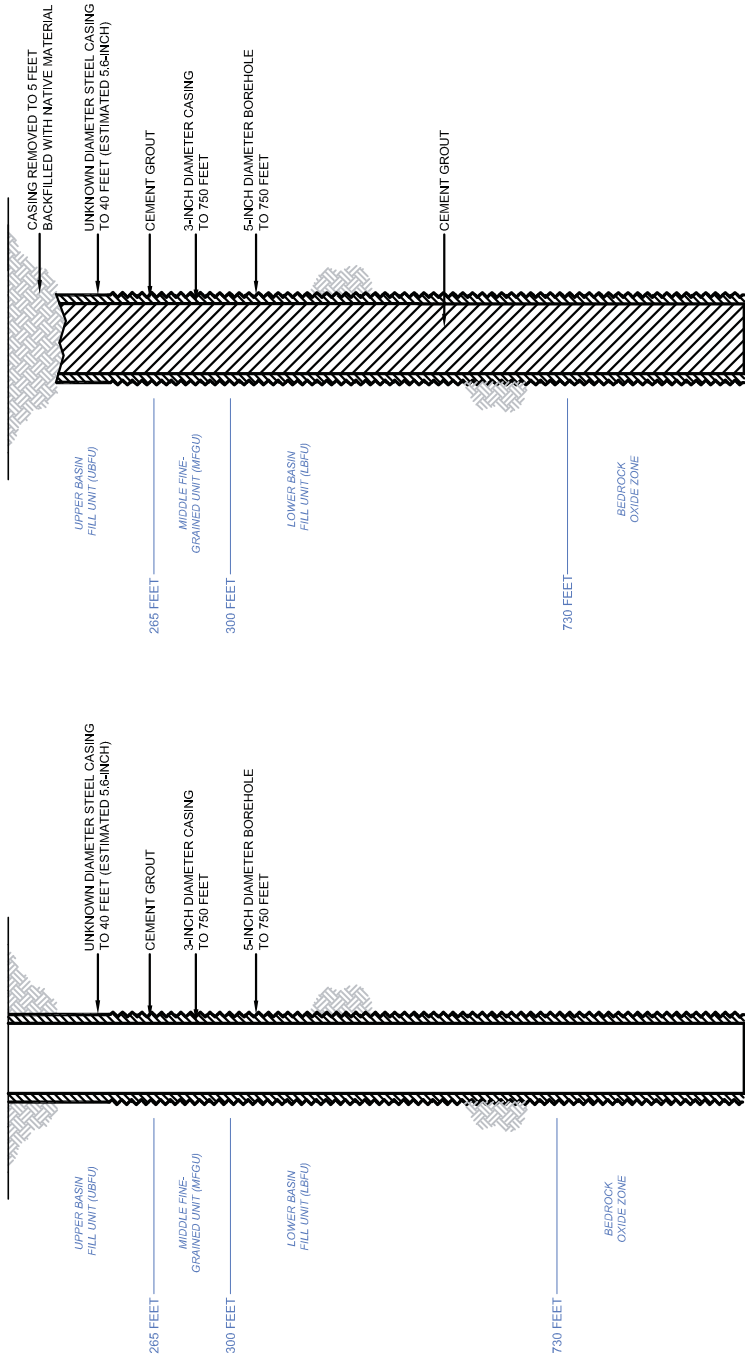 UPPER BASIN
FILL UNIT (UBFU)
265 FEET
MIDDLE FINE-
GRAINED UNIT (MFGU)
300 FEET
LOWER BASIN
FILL UNIT (LBFU)
730 FEET
BEDROCK
OXIDE ZONE
UNKNOWN DIAMETER STEEL CASING
TO 40 FEET (ESTIMATED 5.6-INCH)
CEMENT GROUT
3-INCH DIAMETER CASING
TO 750 FEET
5-INCH DIAMETER BOREHOLE
TO 750 FEET
UPPER BASIN
FILL UNIT (UBFU)
265 FEET
MIDDLE FINE-
GRAINED UNIT (MFGU)
300 FEET
LOWER BASIN
FILL UNIT (LBFU)
730 FEET
BEDROCK
OXIDE ZONE
CASING REMOVED TO 5 FEET
BACKFILLED WITH NATIVE MATERIAL
UNKNOWN DIAMETER STEEL CASING
TO 40 FEET (ESTIMATED 5.6-INCH)
CEMENT GROUT
3-INCH DIAMETER CASING
TO 750 FEET
5-INCH DIAMETER BOREHOLE
TO 750 FEET
CEMENT GROUT